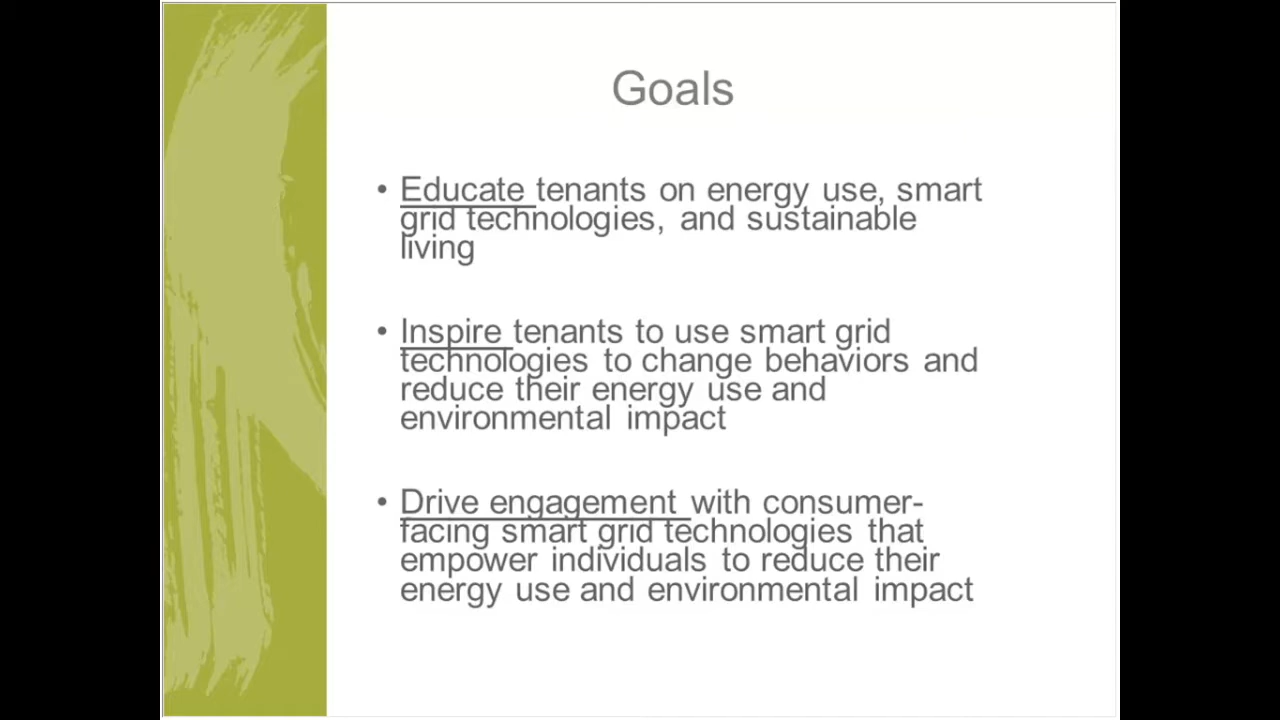 Goals
• Educate tenants on energy use, smart
grid technologies, and sustainable
living
• Inspire tenants to use smart grid
technologies to change behaviors and
reduce their energy use and
environmental impact
• Drive engagement with consumer-
facing smart grid technologies that
empower individuals to reduce their
energy use and environmental impact